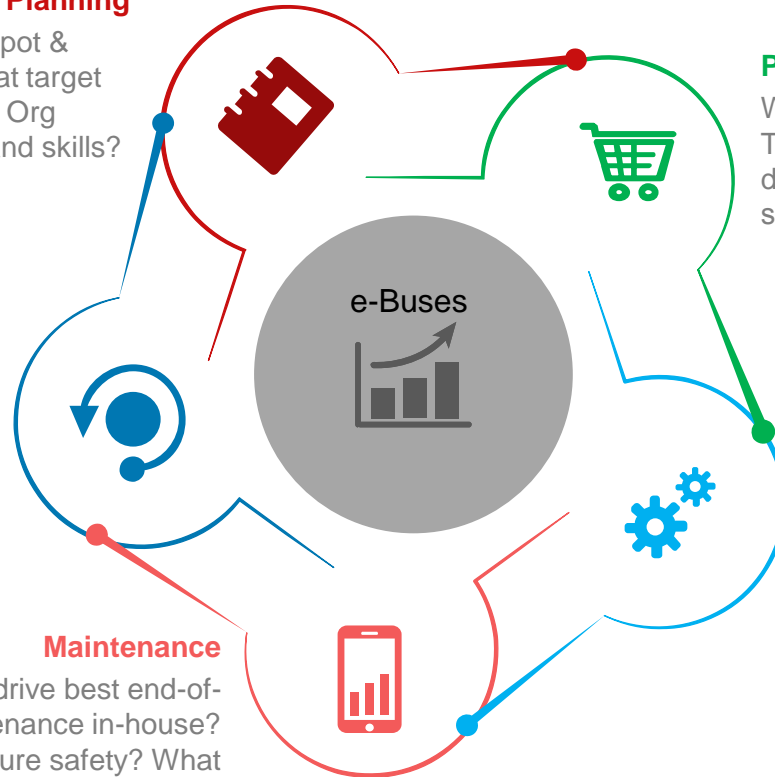 Planning
pot &
at target
Org
nd skills?
P
W
T
d
s
e-Buses
Maintenance
drive best end-of-
enance in-house?
ure safety? What